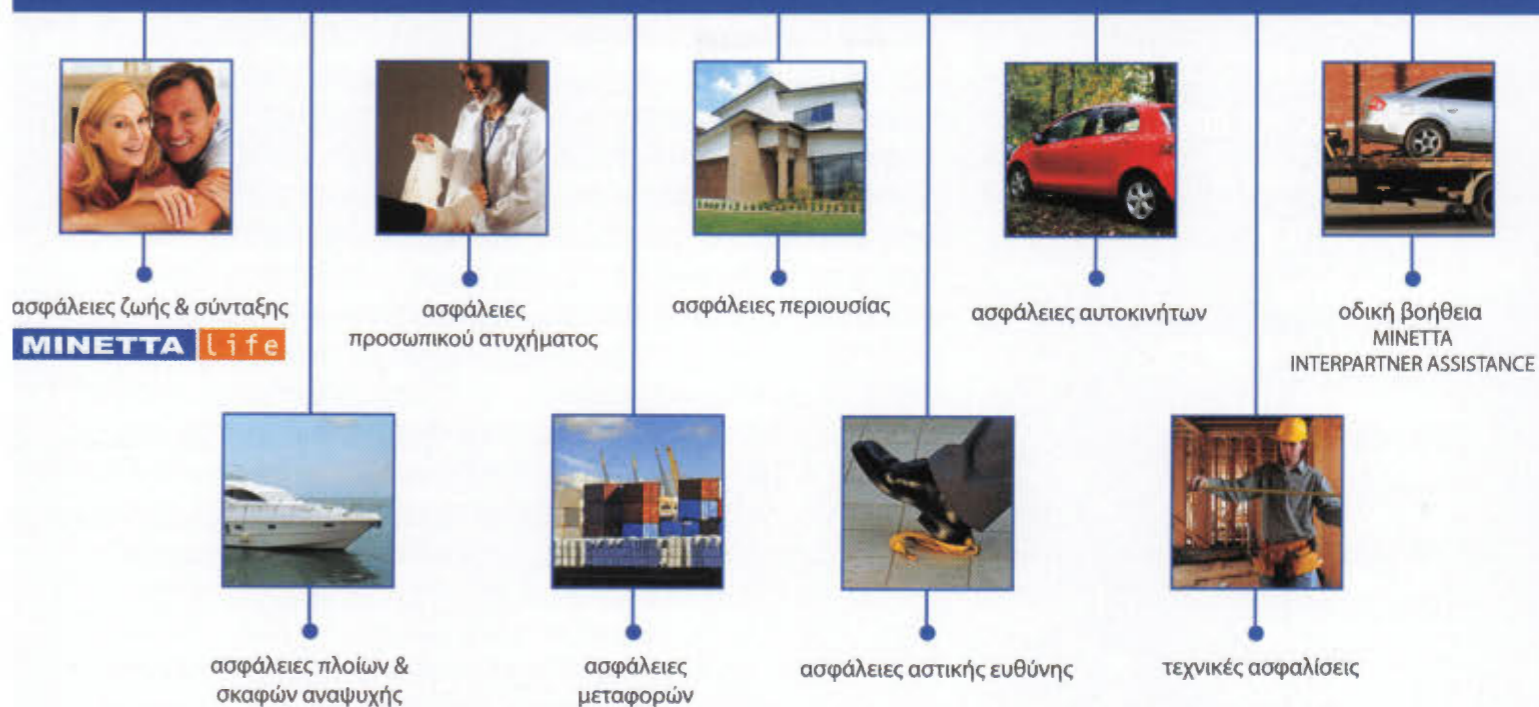 ασφάλειες ζωής & σύνταξης
MINETTA life
ασφάλειες
προσωπικού ατυχήματος
ασφάλειες περιουσίας
ασφάλειες αυτοκινήτων
οδική βοήθεια
MINETTA
INTERPARTNER ASSISTANCE
ασφάλειες πλοίων &
σκαφών αναψυχής
ασφάλειες
μεταφορών
ασφάλειες αστικής ευθύνης
τεχνικές ασφαλίσεις